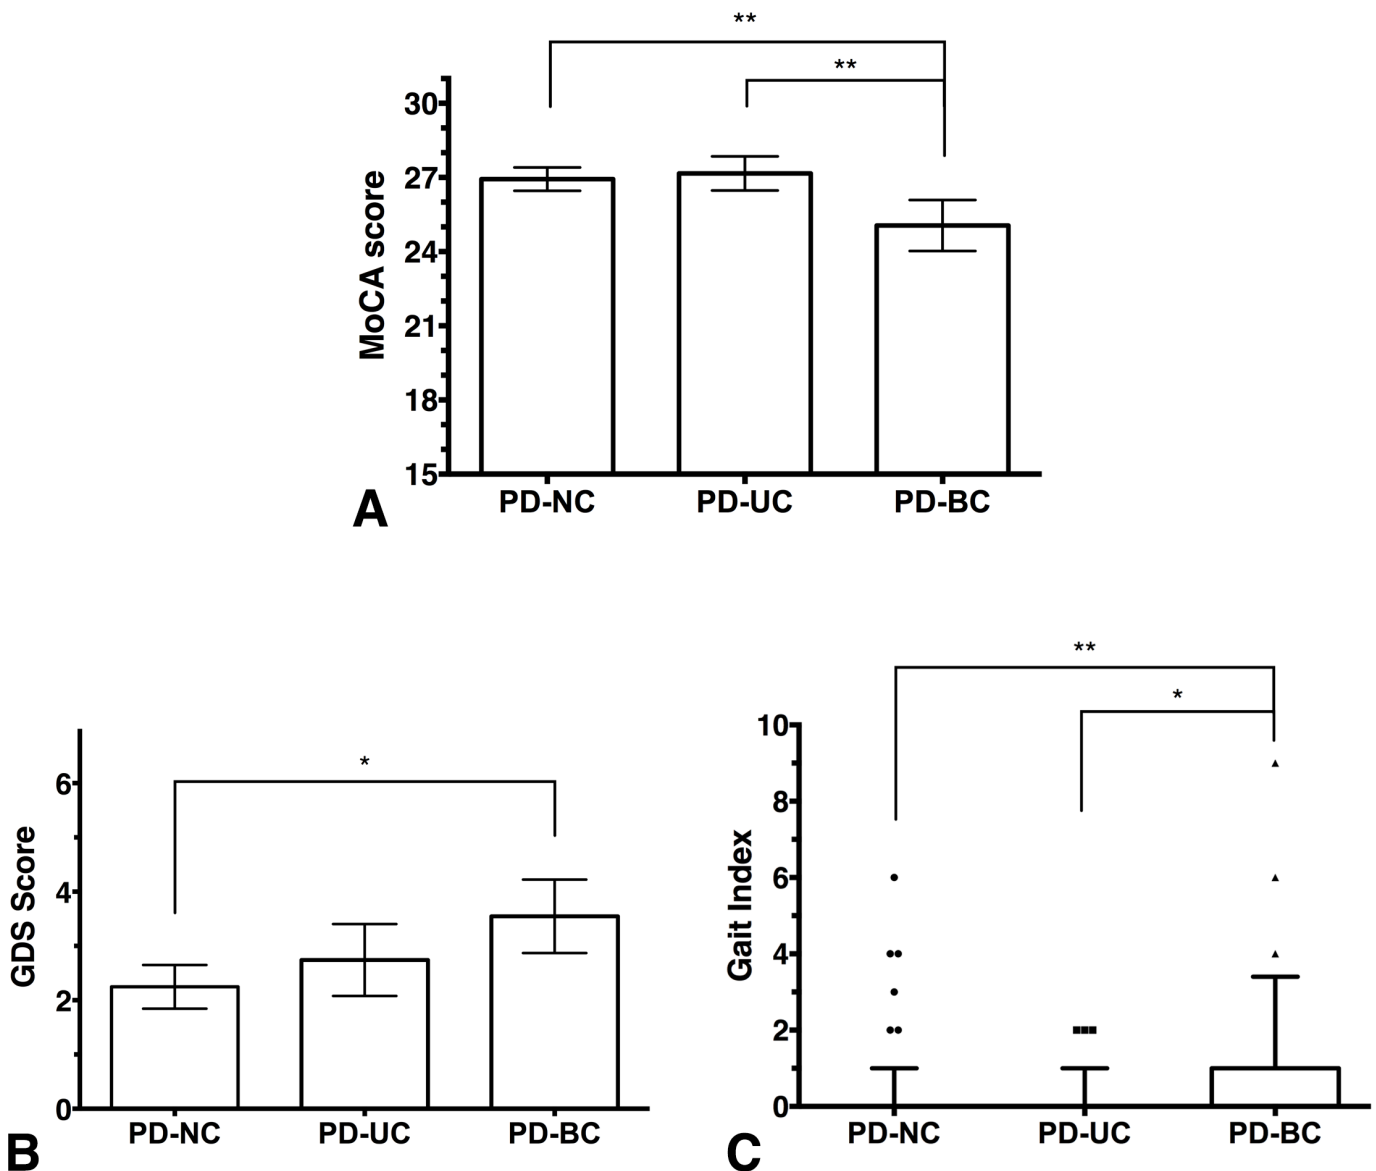 **
**
MoCA score
30
27
24
21
18
15
PD-NC PD-UC PD-BC
A
*
GDS Score
6
4
2
0
PD-NC PD-UC PD-BC
B
**
*
Gait Index
10
8
6
4
2
0
PD-NC PD-UC PD-BC
C